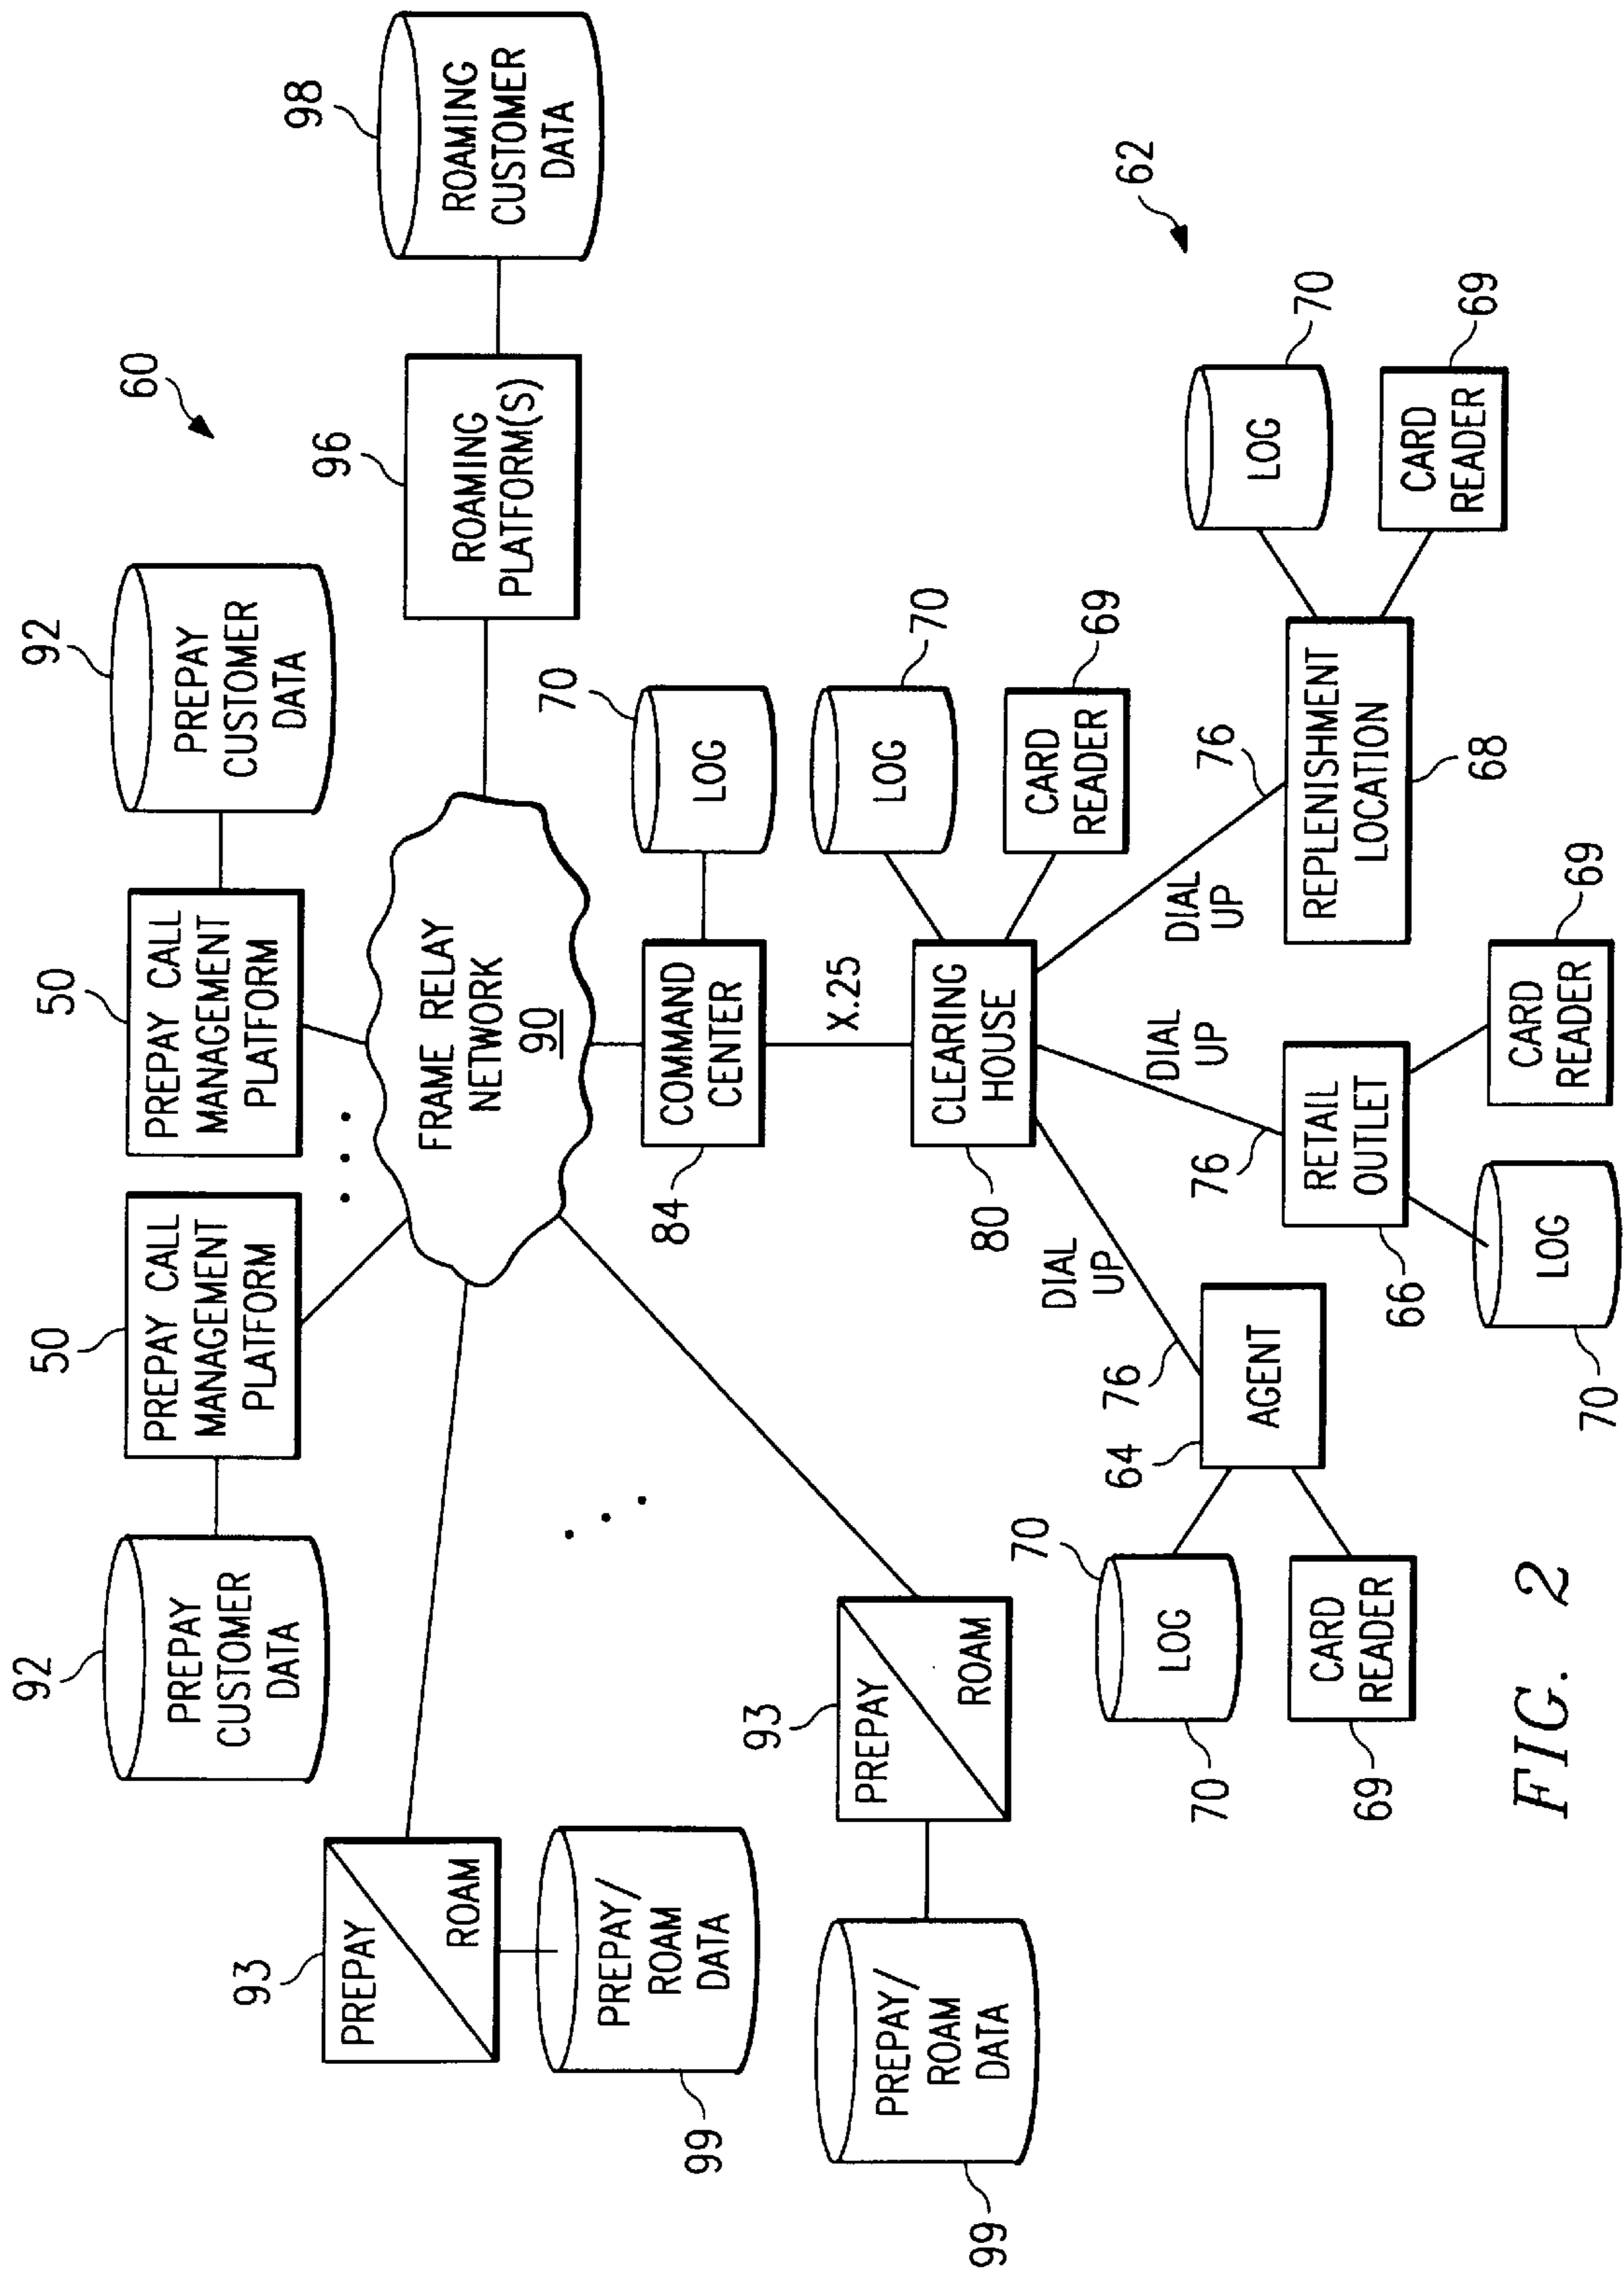 92
50
50
92
PREPAY
CUSTOMER
DATA
PREPAY CALL
MANAGEMENT
PLATFORM
PREPAY CALL
MANAGEMENT
PLATFORM
PREPAY
CUSTOMER
DATA
60
93
PREPAY
ROAM
96
ROAMING
PLATFORM(S)
98
ROAMING
CUSTOMER
DATA
FRAME RELAY
NETWORK
90
99
PREPAY/
ROAM
DATA
84
COMMAND
CENTER
70
LOG
93
PREPAY
ROAM
99
PREPAY/
ROAM
DATA
X.25
80
CLEARING
HOUSE
70
LOG
69
CARD
READER
62
DIAL
UP
DIAL
UP
DIAL
UP
76
76
76
70
LOG
70
64
AGENT
69
CARD
READER
66
RETAIL
OUTLET
REPLENISHMENT
LOCATION
68
70
LOG
69
CARD
READER
70
LOG
69
CARD
READER
FIG. 2